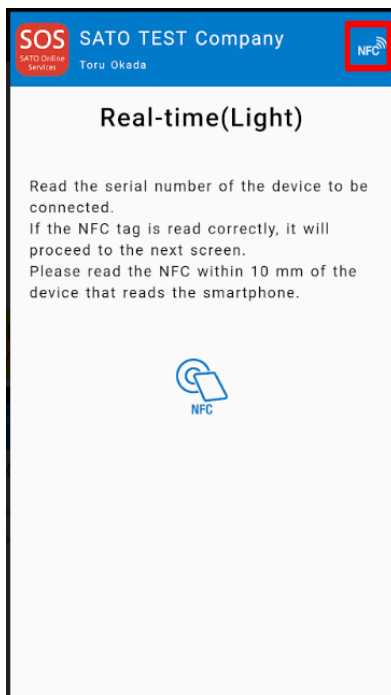 SOS
SATO Online
Services
SATO TEST Company
Toru Okada
NFC
Real-time(Light)
Read the serial number of the device to be
connected.
If the NFC tag is read correctly, it will
proceed to the next screen.
Please read the NFC within 10 mm of the
device that reads the smartphone.
NFC